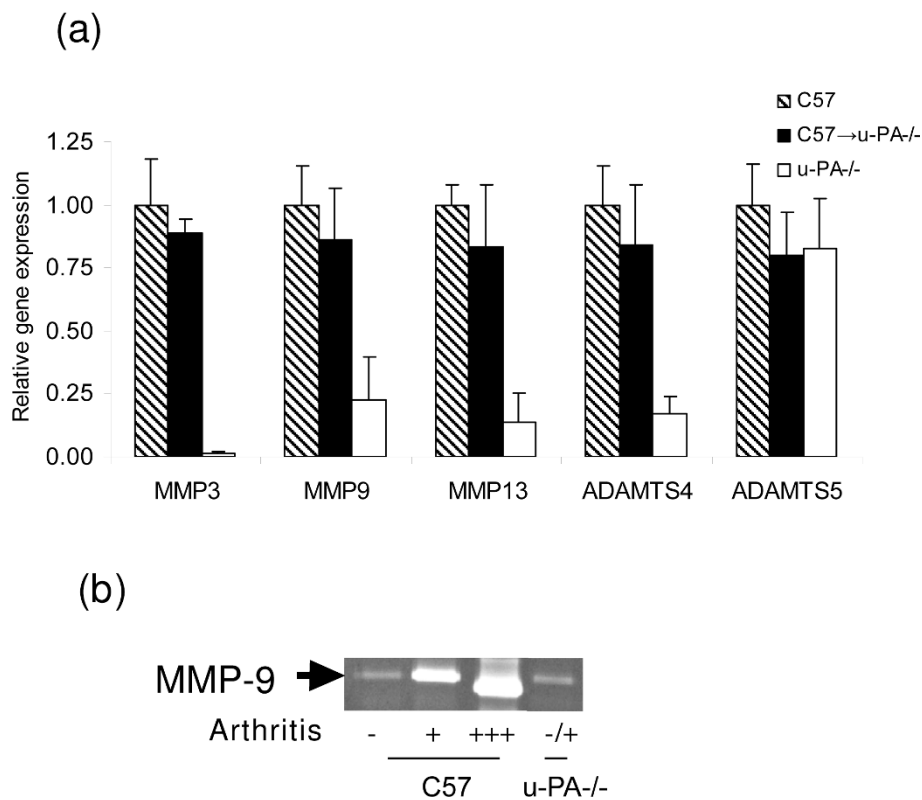 (a)
C57
C57→u-PA-/-
u-PA-/-
Relative gene expression
1.25
1.00
0.75
0.50
0.25
0.00
MMP3 MMP9 MMP13 ADAMTS4 ADAMTS5
(b)
MMP-9
Arthritis - + +++ -/+
C57 u-PA-/-